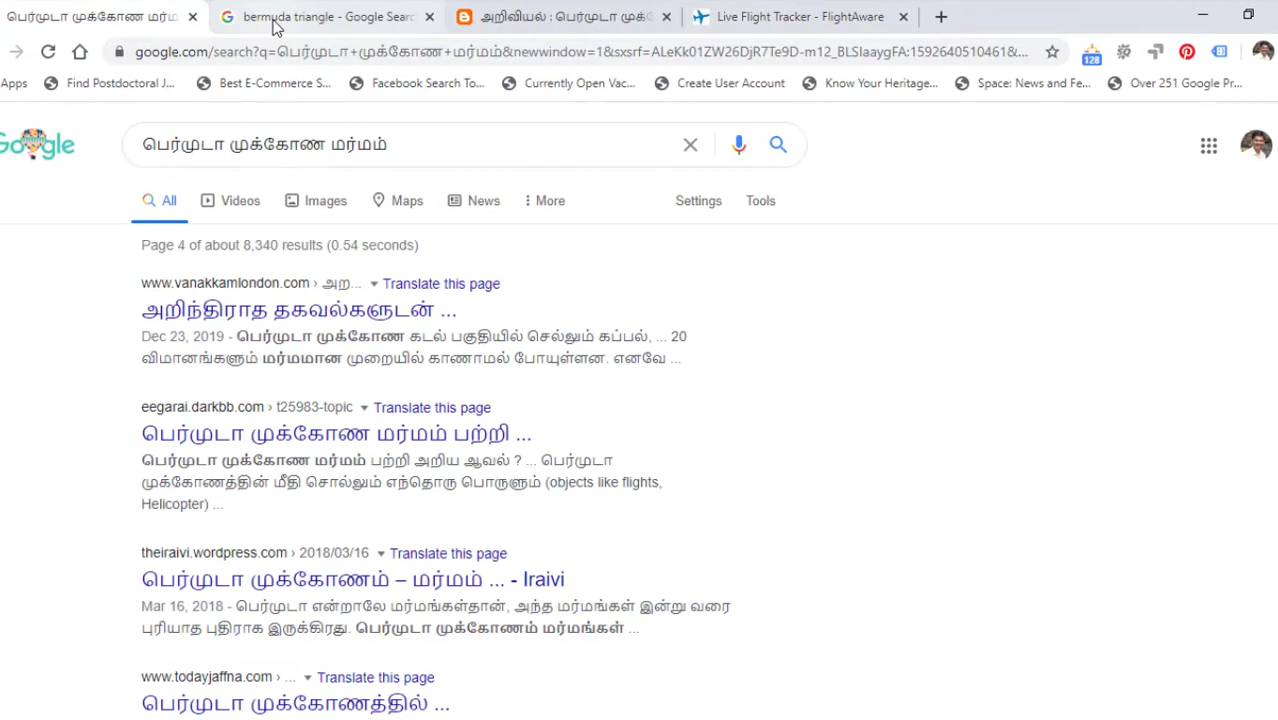 பெர்முடா முக்கோண மர்ம
bermuda triangle - Google Searc
அறிவியல் : பெர்முடா முக்
Live Flight Tracker - FlightAware
google.com/search?q=பெர்முடா+முக்கோண+மர்மம்&newwindow=1&sxsrf=ALeKk01ZW26DjR7Te9D-m12_BLSlaaygFA:1592640510461&...
128
Apps
Find Postdoctoral J...
Best E-Commerce S...
Facebook Search To...
Currently Open Vac...
Create User Account
Know Your Heritage...
Space: News and Fe...
Over 251 Google Pr...
Google
பெர்முடா முக்கோண மர்மம்
All
Videos
Images
Maps
News
More
Settings
Tools
Page 4 of about 8,340 results (0.54 seconds)
www.vanakkamlondon.com › அற... Translate this page
அறிந்திராத தகவல்களுடன் ...
Dec 23, 2019 - பெர்முடா முக்கோண கடல் பகுதியில் செல்லும் கப்பல், ... 20
விமானங்களும் மர்மமான முறையில் காணாமல் போயுள்ளன. எனவே ...
eegarai.darkbb.com › t25983-topic Translate this page
பெர்முடா முக்கோண மர்மம் பற்றி ...
பெர்முடா முக்கோண மர்மம் பற்றி அறிய ஆவல் ? ... பெர்முடா
முக்கோணத்தின் மீதி சொல்லும் எந்தொரு பொருளும் (objects like flights,
Helicopter) ...
theiraivi.wordpress.com › 2018/03/16 Translate this page
பெர்முடா முக்கோணம் – மர்மம் ... - Iraivi
Mar 16, 2018 - பெர்முடா என்றாலே மர்மங்கள்தான், அந்த மர்மங்கள் இன்று வரை
புரியாத புதிராக இருக்கிரது. பெர்முடா முக்கோணம் மர்மங்கள் ...
www.todayjaffna.com › ... Translate this page
பெர்முடா முக்கோணத்தில் ...